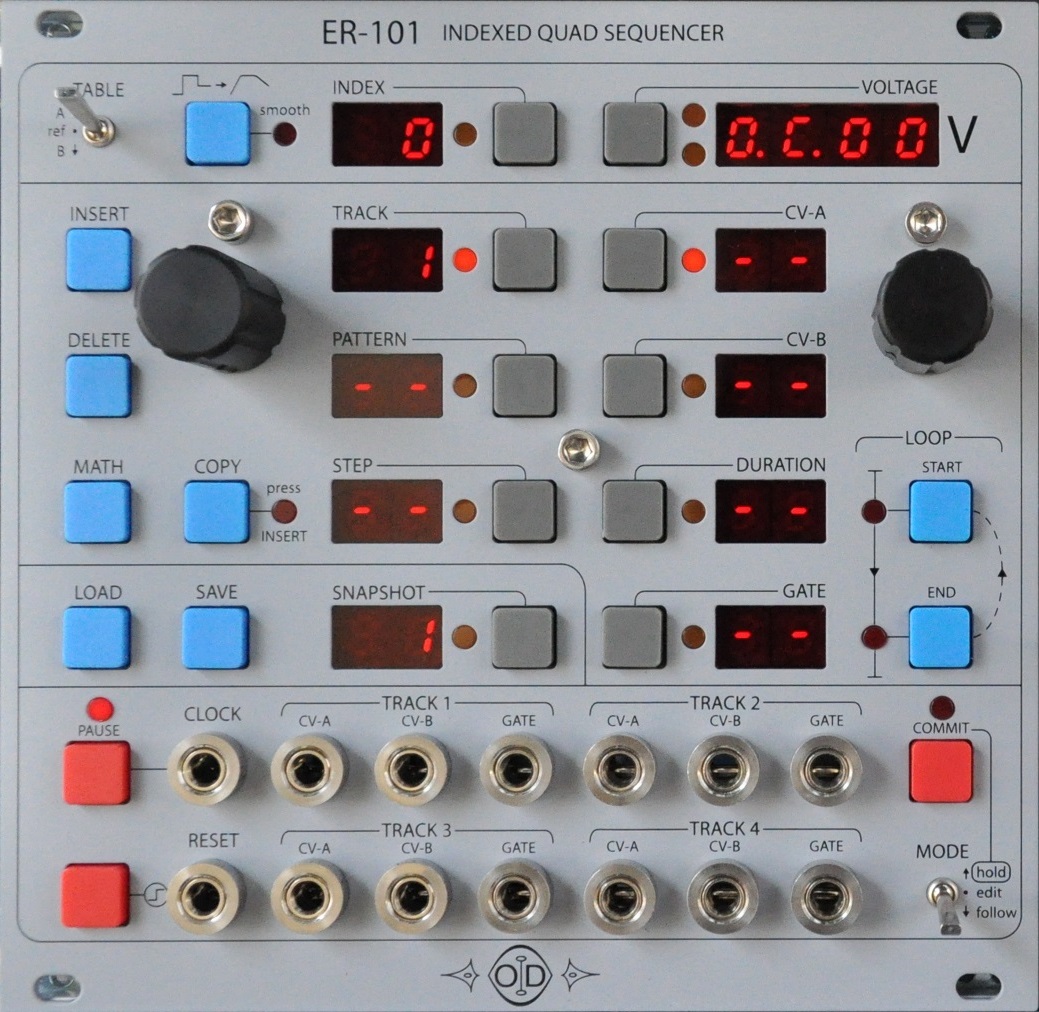 ER-101 INDEXED QUAD SEQUENCER
TABLE INDEX VOLTAGE
A smooth
ref
B
0 0.C.00 V
INSERT TRACK CV-A
1 - -
DELETE PATTERN CV-B
- - - -
LOOP
MATH COPY STEP DURATION START
press
INSERT
- - - -
LOAD SAVE SNAPSHOT GATE END
1 - -
PAUSE CLOCK TRACK 1 TRACK 2 COMMIT
CV-A CV-B GATE CV-A CV-B GATE
RESET TRACK 3 TRACK 4
CV-A CV-B GATE CV-A CV-B GATE
MODE
hold
edit
follow
OD